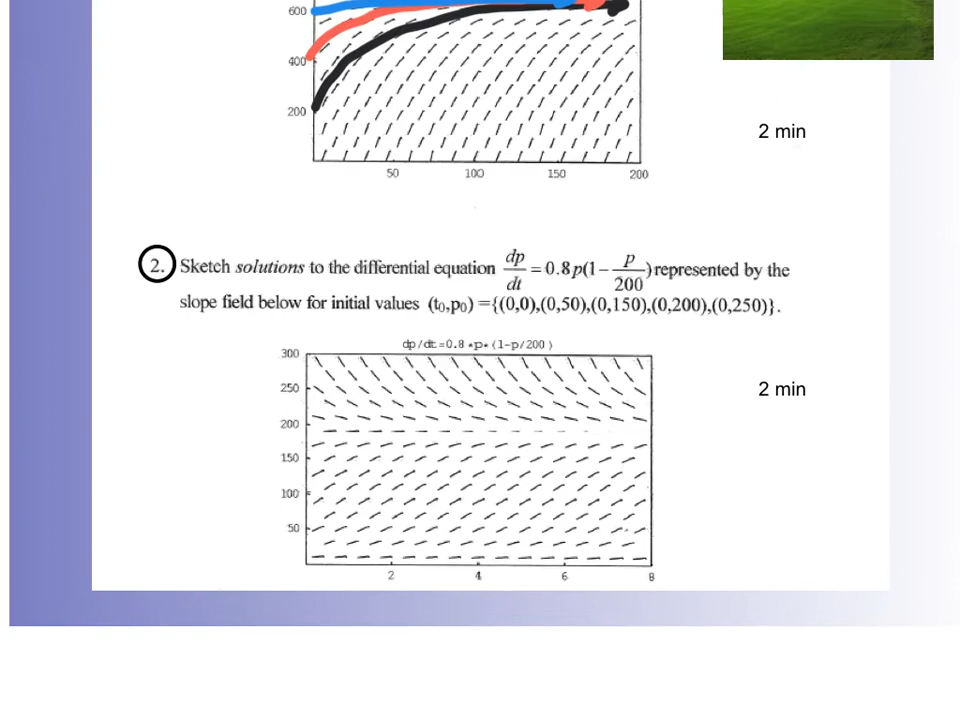 600
400
200
50 100 150 200
2 min
2. Sketch solutions to the differential equation dp/dt = 0.8p(1 − p/200) represented by the
slope field below for initial values (t₀,p₀) ={(0,0),(0,50),(0,150),(0,200),(0,250)}.
dp/dt=0.8 *p* (1-p/200 )
300
250
2 min
200
150
100
50
2 4 6 8